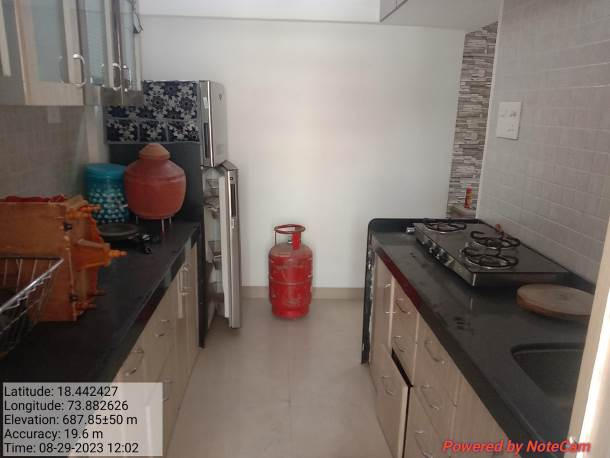 Latitude: 18.442427
Longitude: 73.882626
Elevation: 687.85±50 m
Accuracy: 19.6 m
Time: 08-29-2023 12:02
Powered by NoteCam